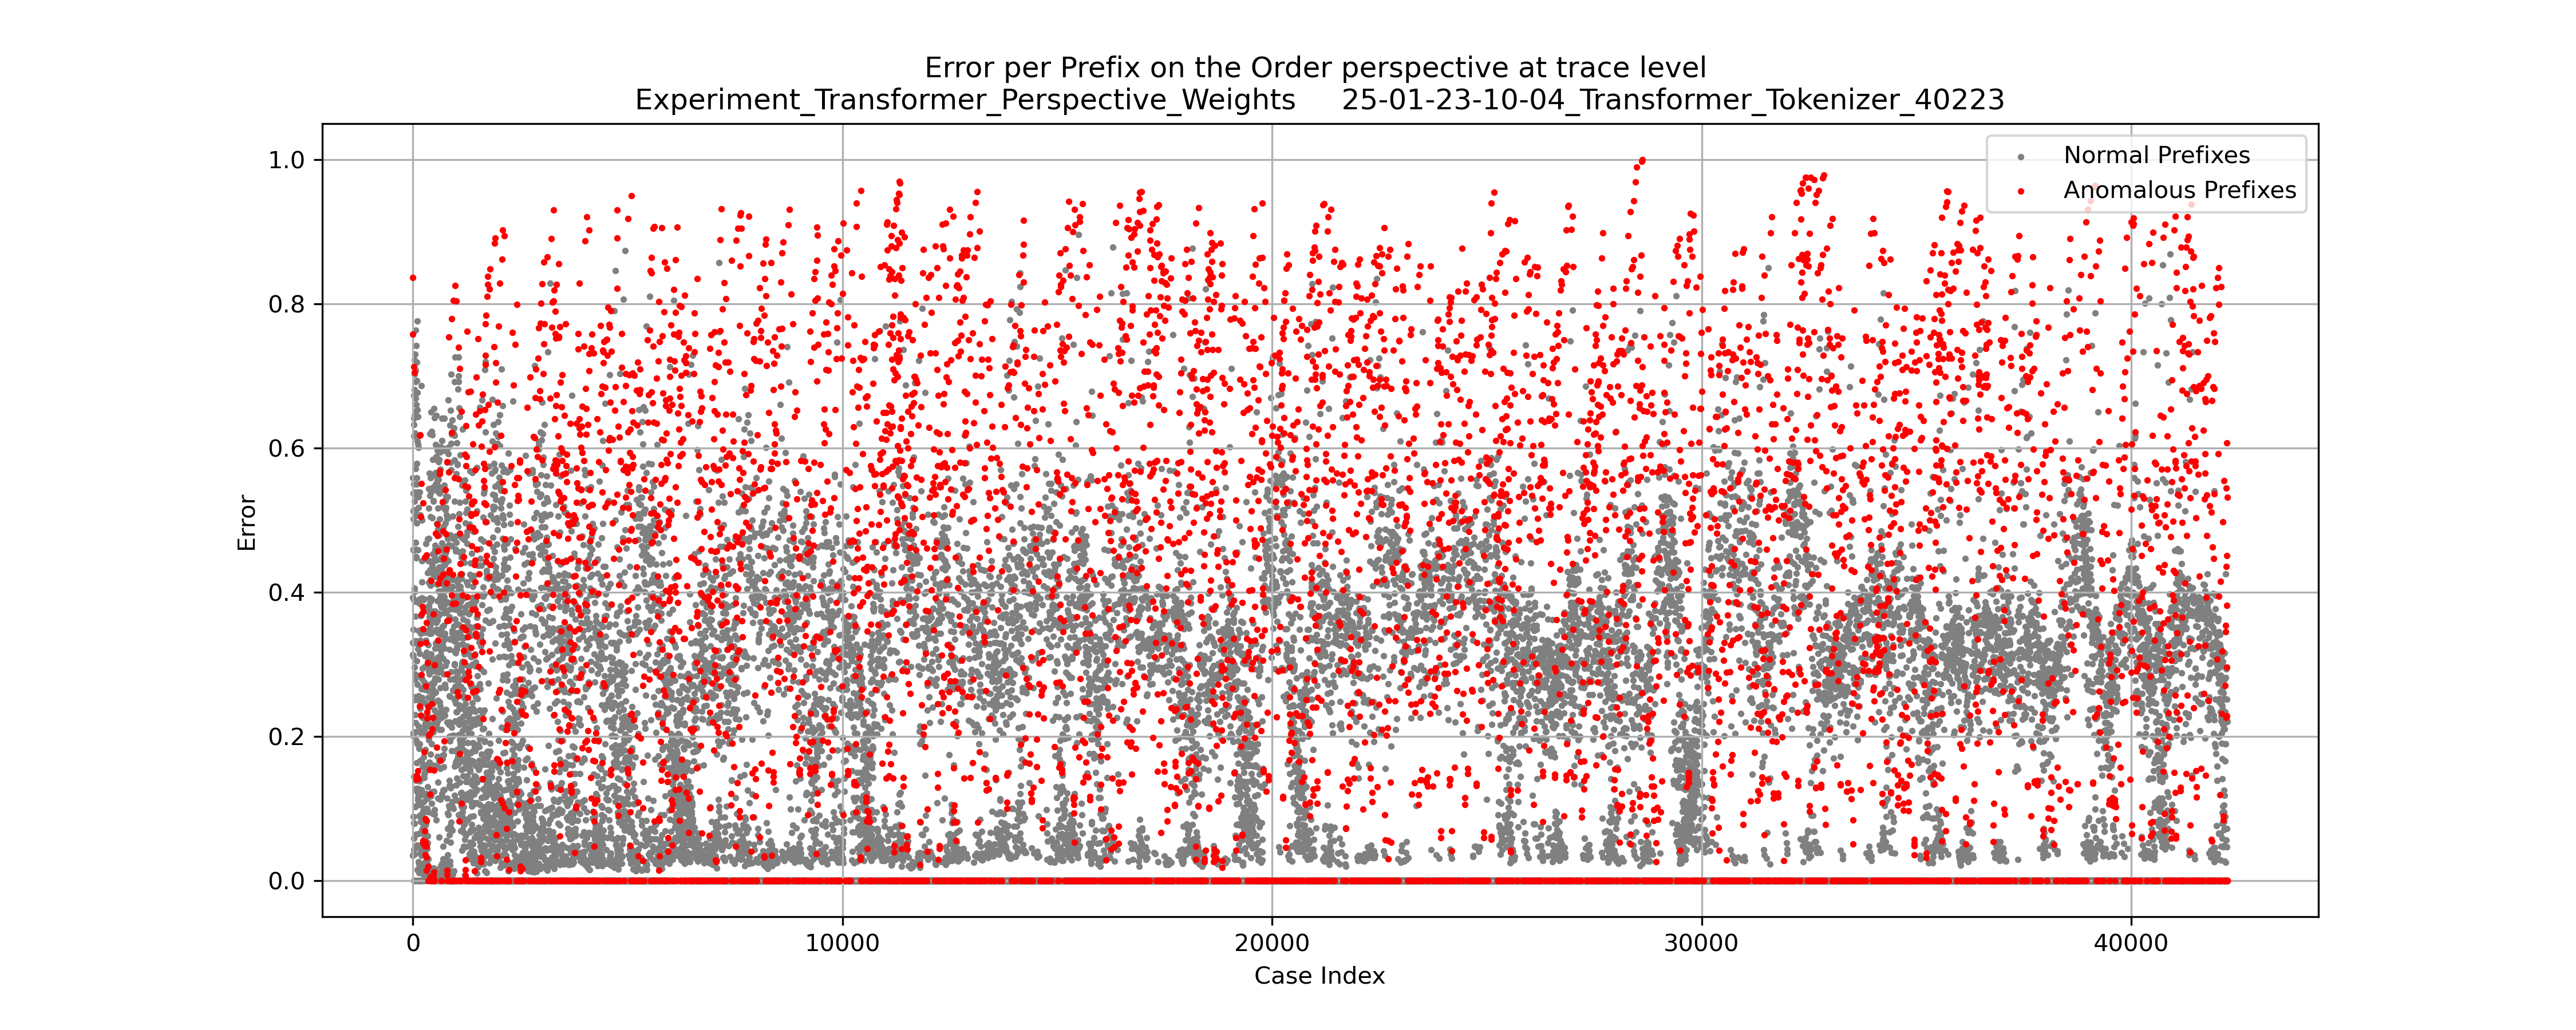 Error per Prefix on the Order perspective at trace level
Experiment_Transformer_Perspective_Weights 25-01-23-10-04_Transformer_Tokenizer_40223
Normal Prefixes
Anomalous Prefixes
1.0
0.8
0.6
0.4
0.2
0.0
Error
0
10000
20000
30000
40000
Case Index